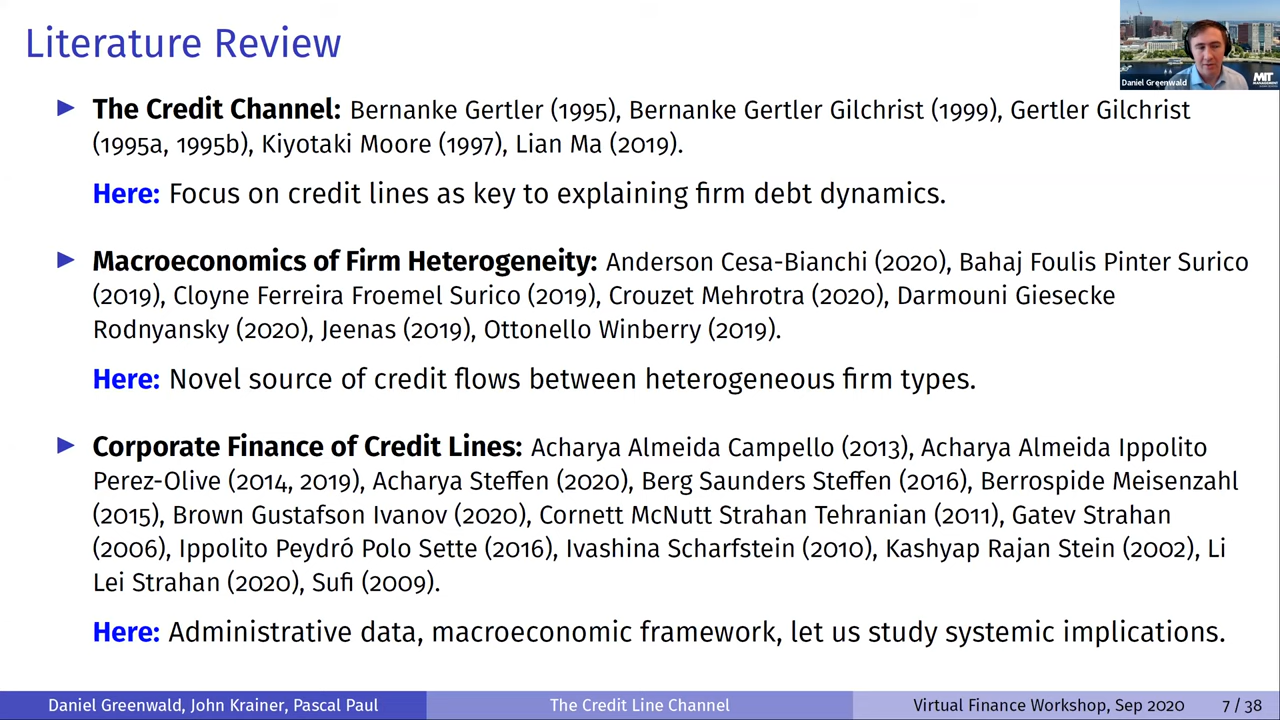 Literature Review
Daniel Greenwald
MIT
MANAGEMENT
▶ The Credit Channel: Bernanke Gertler (1995), Bernanke Gertler Gilchrist (1999), Gertler Gilchrist
(1995a, 1995b), Kiyotaki Moore (1997), Lian Ma (2019).
Here: Focus on credit lines as key to explaining firm debt dynamics.
▶ Macroeconomics of Firm Heterogeneity: Anderson Cesa-Bianchi (2020), Bahaj Foulis Pinter Surico
(2019), Cloyne Ferreira Froemel Surico (2019), Crouzet Mehrotra (2020), Darmouni Giesecke
Rodnyansky (2020), Jeenas (2019), Ottonello Winberry (2019).
Here: Novel source of credit flows between heterogeneous firm types.
▶ Corporate Finance of Credit Lines: Acharya Almeida Campello (2013), Acharya Almeida Ippolito
Perez-Olive (2014, 2019), Acharya Steffen (2020), Berg Saunders Steffen (2016), Berrospide Meisenzahl
(2015), Brown Gustafson Ivanov (2020), Cornett McNutt Strahan Tehranian (2011), Gatev Strahan
(2006), Ippolito Peydró Polo Sette (2016), Ivashina Scharfstein (2010), Kashyap Rajan Stein (2002), Li
Lei Strahan (2020), Sufi (2009).
Here: Administrative data, macroeconomic framework, let us study systemic implications.
Daniel Greenwald, John Krainer, Pascal Paul
The Credit Line Channel
Virtual Finance Workshop, Sep 2020
7 / 38